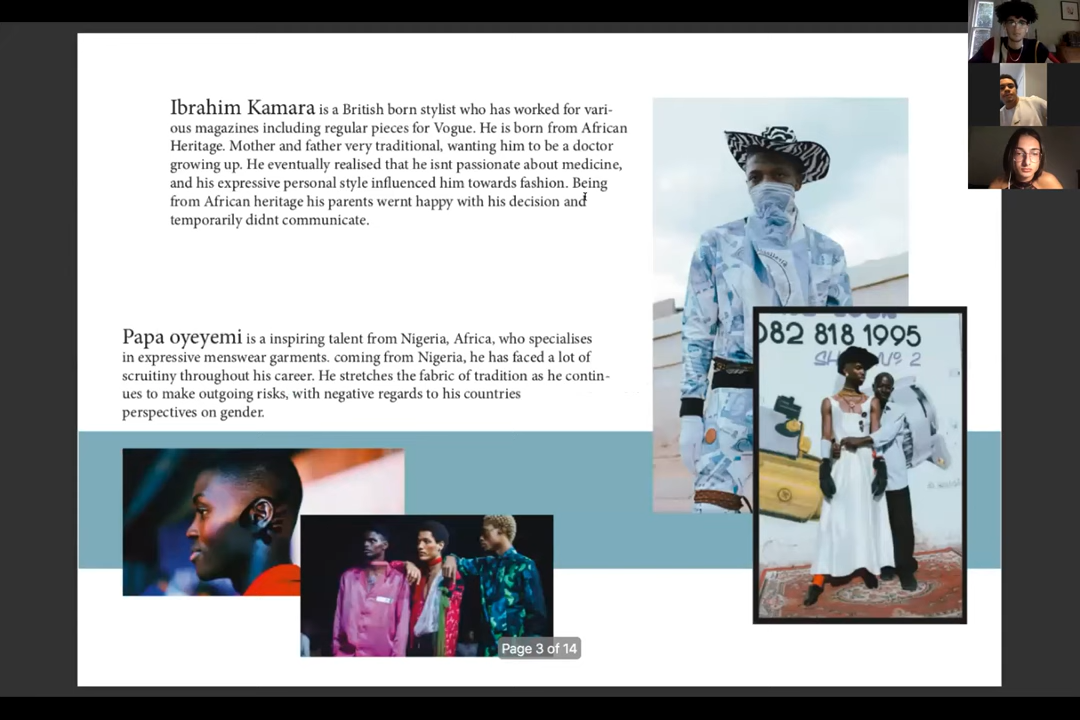 Ibrahim Kamara is a British born stylist who has worked for vari-
ous magazines including regular pieces for Vogue. He is born from African
Heritage. Mother and father very traditional, wanting him to be a doctor
growing up. He eventually realised that he isnt passionate about medicine,
and his expressive personal style influenced him towards fashion. Being
from African heritage his parents wernt happy with his decision and
temporarily didnt communicate.
Papa oyeyemi is a inspiring talent from Nigeria, Africa, who specialises
in expressive menswear garments. coming from Nigeria, he has faced a lot of
scrutiny throughout his career. He stretches the fabric of tradition as he contin-
ues to make outgoing risks, with negative regards to his countries
perspectives on gender.
082 818 1995
Nº 2
Page 3 of 14